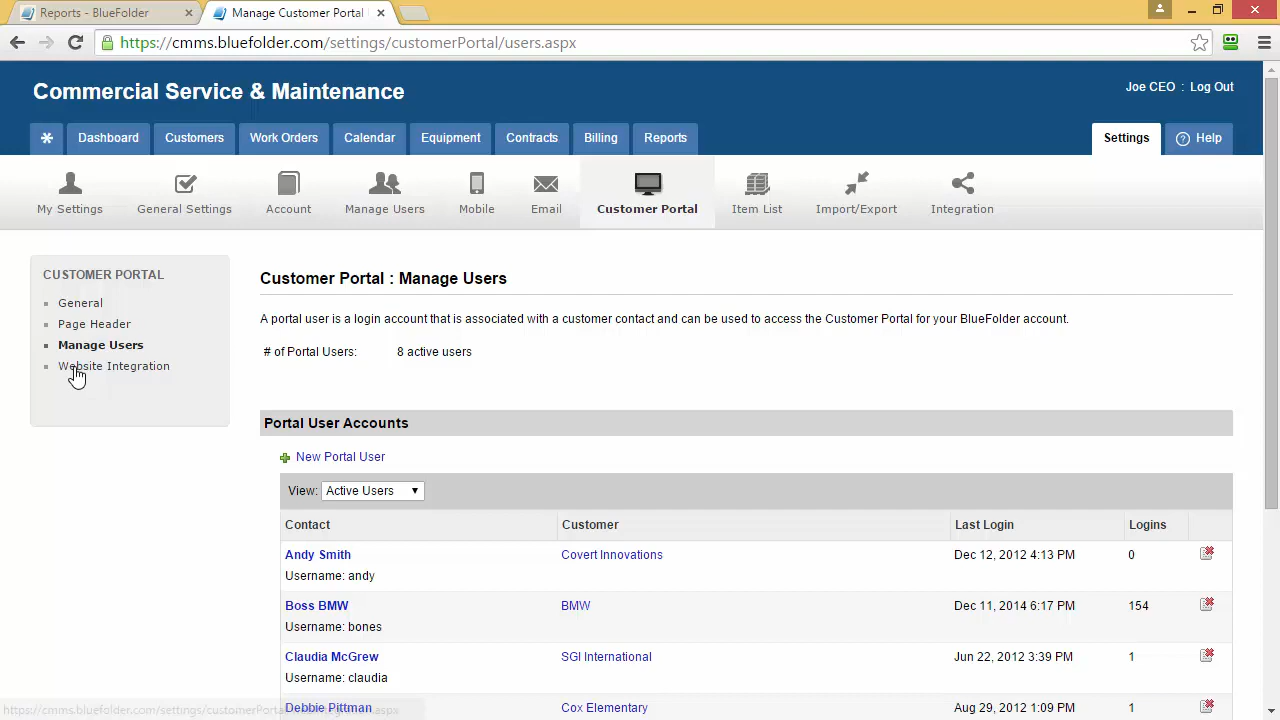 Reports - BlueFolder
Manage Customer Portal
https://cmms.bluefolder.com/settings/customerPortal/users.aspx
Commercial Service & Maintenance
Joe CEO : Log Out
Dashboard Customers Work Orders Calendar Equipment Contracts Billing Reports Settings Help
My Settings General Settings Account Manage Users Mobile Email Customer Portal Item List Import/Export Integration
CUSTOMER PORTAL
General
Page Header
Manage Users
Website Integration
Customer Portal : Manage Users
A portal user is a login account that is associated with a customer contact and can be used to access the Customer Portal for your BlueFolder account.
# of Portal Users: 8 active users
Portal User Accounts
New Portal User
View: Active Users
Contact Customer Last Login Logins
Andy Smith Covert Innovations Dec 12, 2012 4:13 PM 0
Username: andy
Boss BMW BMW Dec 11, 2014 6:17 PM 154
Username: bones
Claudia McGrew SGI International Jun 22, 2012 3:39 PM 1
Username: claudia
Debbie Pittman Cox Elementary Aug 29, 2012 1:09 PM 1